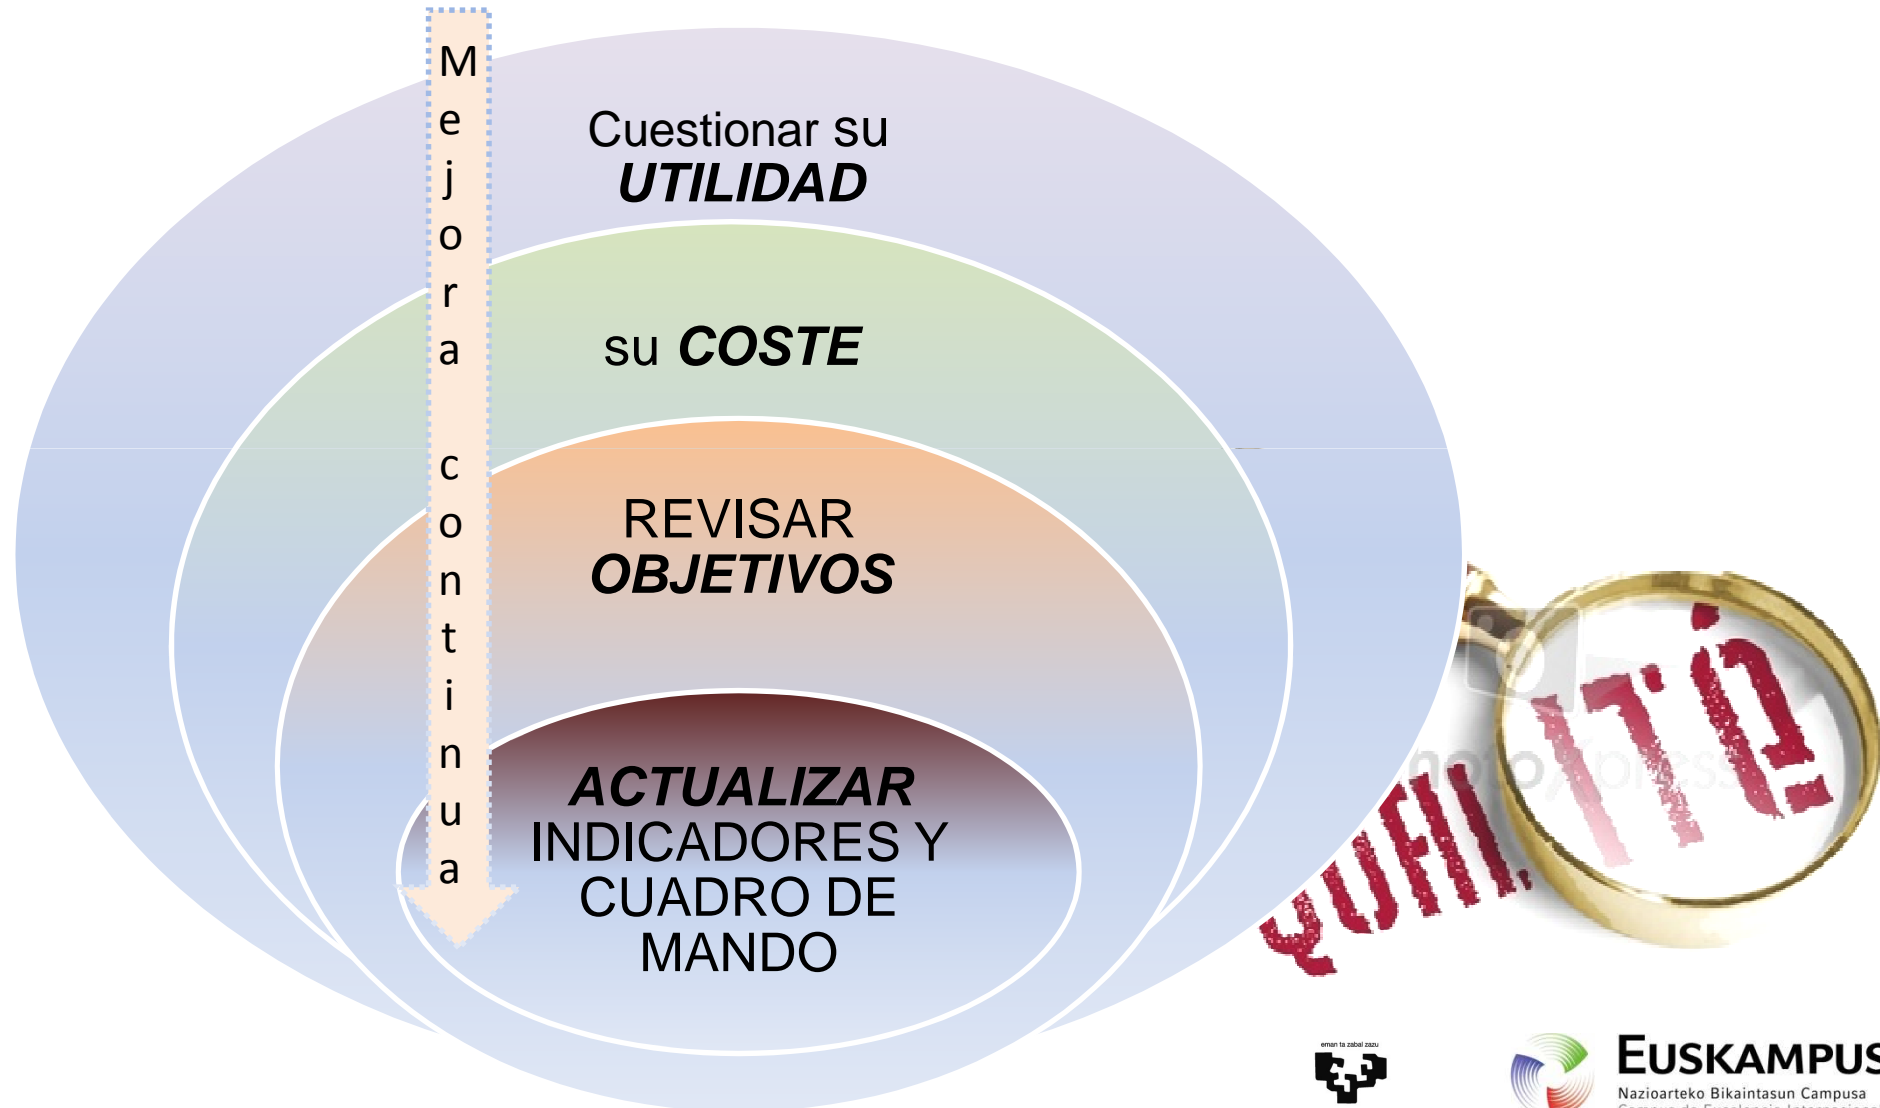 Mejora continua
Cuestionar su
UTILIDAD
su COSTE
REVISAR
OBJETIVOS
ACTUALIZAR
INDICADORES Y
CUADRO DE
MANDO
eman ta zabal zazu
EUSKAMPUS
Nazioarteko Bikaintasun Campusa